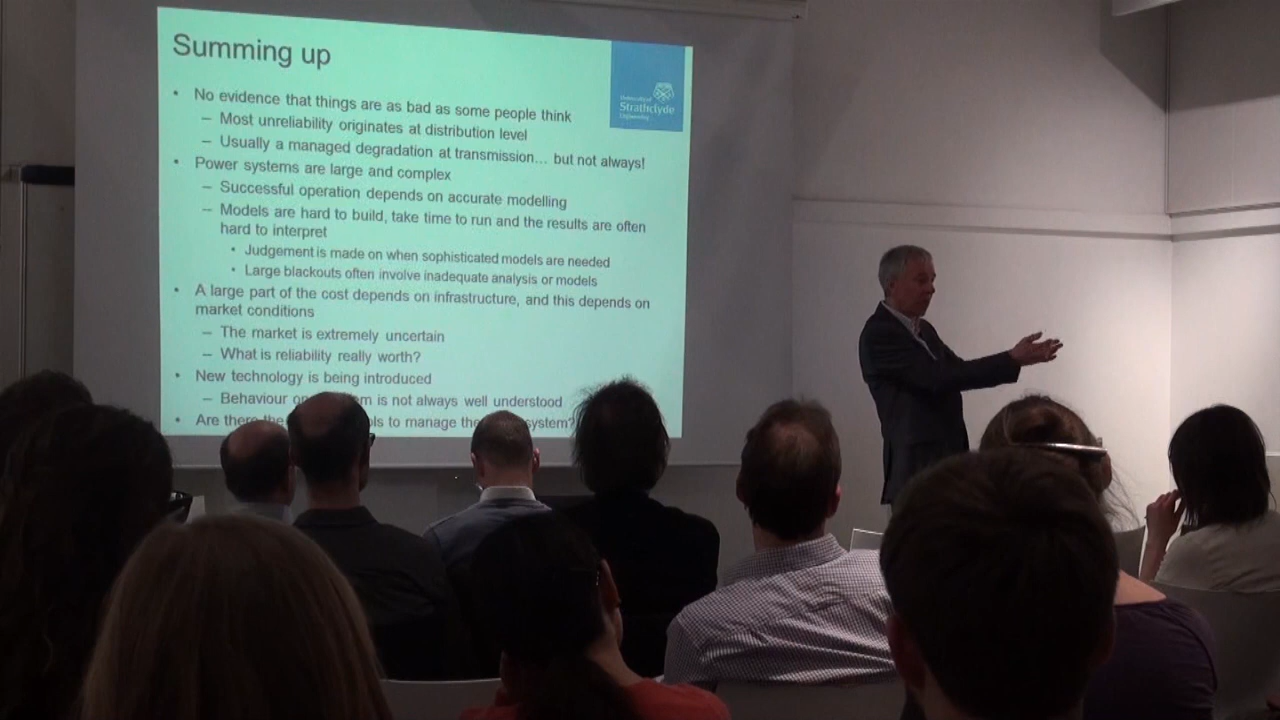 Summing up
University of
Strathclyde
• No evidence that things are as bad as some people think
– Most unreliability originates at distribution level
– Usually a managed degradation at transmission... but not always!
• Power systems are large and complex
– Successful operation depends on accurate modelling
– Models are hard to build, take time to run and the results are often
hard to interpret
• Judgement is made on when sophisticated models are needed
• Large blackouts often involve inadequate analysis or models
• A large part of the cost depends on infrastructure, and this depends on
market conditions
– The market is extremely uncertain
– What is reliability really worth?
• New technology is being introduced
– Behaviour is not always well understood
• Are there to manage system?